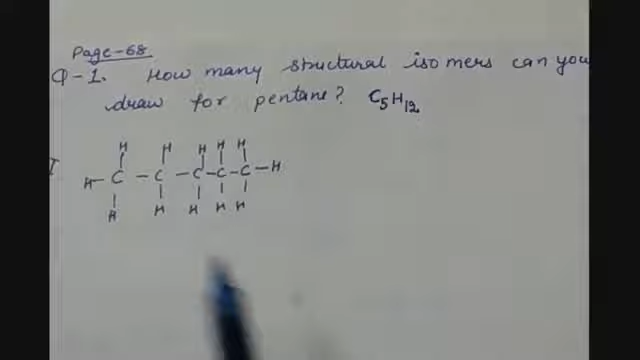 Page-68
Q-1. How many structural isomers can you
draw for pentane? C5H12
I
H H H H H
H-C-C-C-C-C-H
H H H H H